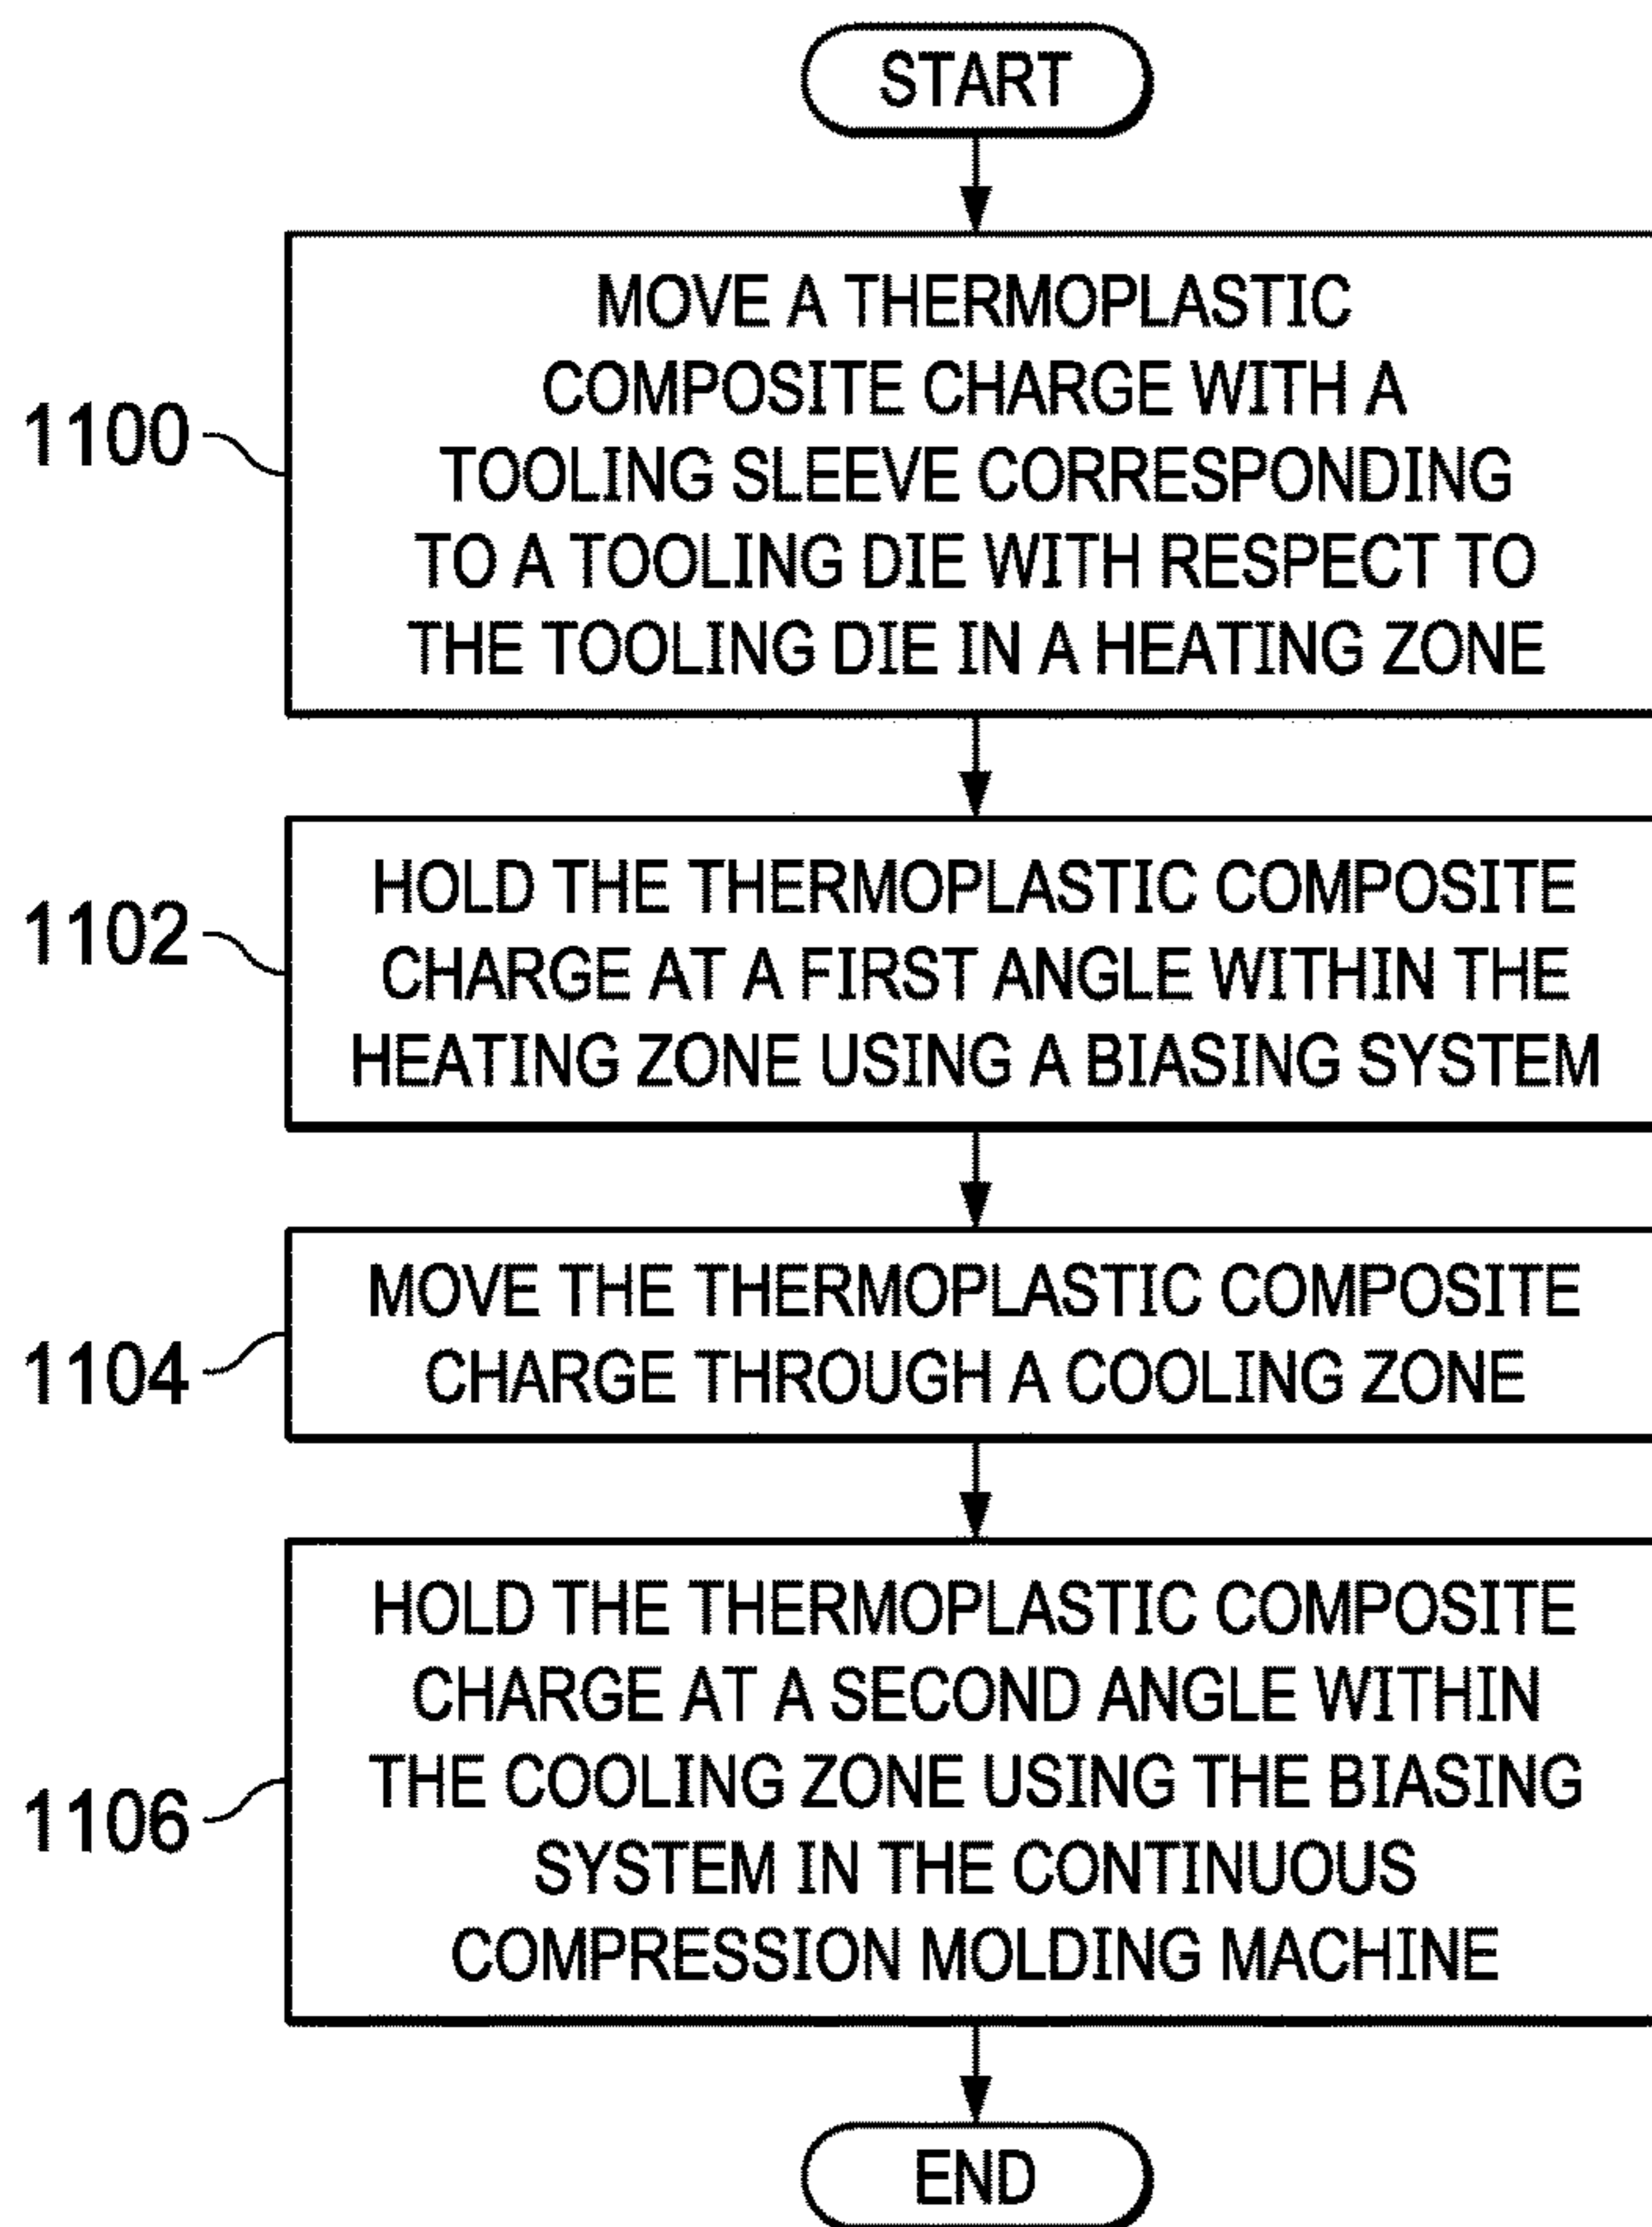 START
MOVE A THERMOPLASTIC
COMPOSITE CHARGE WITH A
TOOLING SLEEVE CORRESPONDING
TO A TOOLING DIE WITH RESPECT TO
THE TOOLING DIE IN A HEATING ZONE
1100
HOLD THE THERMOPLASTIC COMPOSITE
CHARGE AT A FIRST ANGLE WITHIN THE
HEATING ZONE USING A BIASING SYSTEM
1102
MOVE THE THERMOPLASTIC COMPOSITE
CHARGE THROUGH A COOLING ZONE
1104
HOLD THE THERMOPLASTIC COMPOSITE
CHARGE AT A SECOND ANGLE WITHIN
THE COOLING ZONE USING THE BIASING
SYSTEM IN THE CONTINUOUS
COMPRESSION MOLDING MACHINE
1106
END